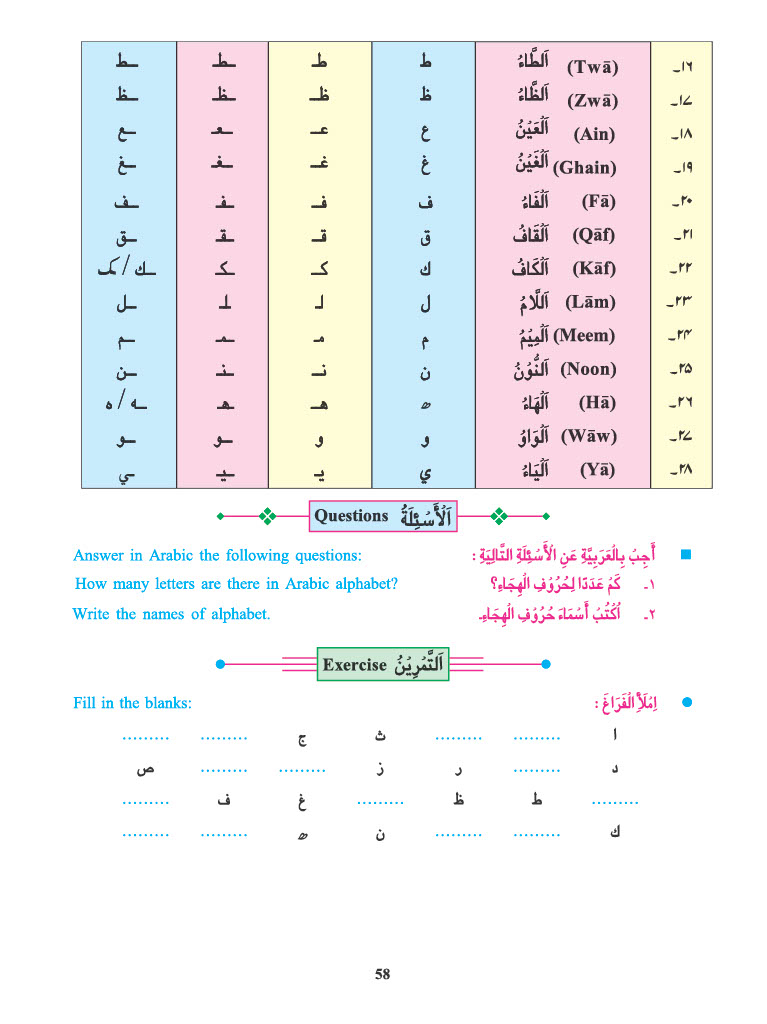 ۱۶۔ اَلطَّاءُ (Twā) ط طـ ـطـ ـط
۱۷۔ اَلظَّاءُ (Zwā) ظ ظـ ـظـ ـظ
۱۸۔ اَلْعَيْنُ (Ain) ع عـ ـعـ ـع
۱۹۔ اَلْغَيْنُ (Ghain) غ غـ ـغـ ـغ
۲۰۔ اَلْفَاءُ (Fā) ف فـ ـفـ ـف
۲۱۔ اَلْقَافُ (Qāf) ق قـ ـقـ ـق
۲۲۔ اَلْكَافُ (Kāf) ك كـ ـكـ ـك / ـک
۲۳۔ اَللَّامُ (Lām) ل لـ ـلـ ـل
۲۴۔ اَلْمِيْمُ (Meem) م مـ ـمـ ـم
۲۵۔ اَلنُّوْنُ (Noon) ن نـ ـنـ ـن
۲۶۔ اَلْهَاءُ (Hā) ه هـ ـهـ ـه / ه
۲۷۔ اَلْوَاوُ (Wāw) و و ـو ـو
۲۸۔ اَلْيَاءُ (Yā) ي يـ ـيـ ـي
Questions اَلْأَسْئِلَةُ
Answer in Arabic the following questions: أَجِبْ بِالْعَرَبِيَّةِ عَنِ الْأَسْئِلَةِ التَّالِيَةِ :
How many letters are there in Arabic alphabet? ۱۔ كَمْ عَدَدًا لِحُرُوْفِ الْهِجَاءِ؟
Write the names of alphabet. ۲۔ اُكْتُبْ أَسْمَاءَ حُرُوْفِ الْهِجَاءِ۔
Exercise اَلتَّمْرِيْنُ
Fill in the blanks: اِمْلَأِ الْفَرَاغَ :
ا ......... ......... ث ج ......... .........
د ......... ر ز ......... ......... ص
......... ط ظ ......... غ ف .........
ك ......... ......... ن ه ......... .........
58